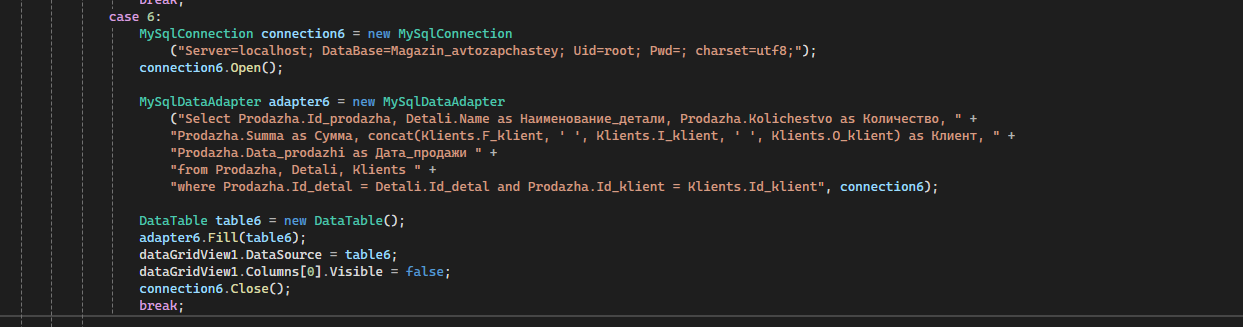 break;
case 6:
MySqlConnection connection6 = new MySqlConnection
("Server=localhost; DataBase=Magazin_avtozapchastey; Uid=root; Pwd=; charset=utf8;");
connection6.Open();
MySqlDataAdapter adapter6 = new MySqlDataAdapter
("Select Prodazha.Id_prodazha, Detali.Name as Наименование_детали, Prodazha.Kolichestvo as Количество, " +
"Prodazha.Summa as Сумма, concat(Klients.F_klient, ' ', Klients.I_klient, ' ', Klients.O_klient) as Клиент, " +
"Prodazha.Data_prodazhi as Дата_продажи " +
"from Prodazha, Detali, Klients " +
"where Prodazha.Id_detal = Detali.Id_detal and Prodazha.Id_klient = Klients.Id_klient", connection6);
DataTable table6 = new DataTable();
adapter6.Fill(table6);
dataGridView1.DataSource = table6;
dataGridView1.Columns[0].Visible = false;
connection6.Close();
break;